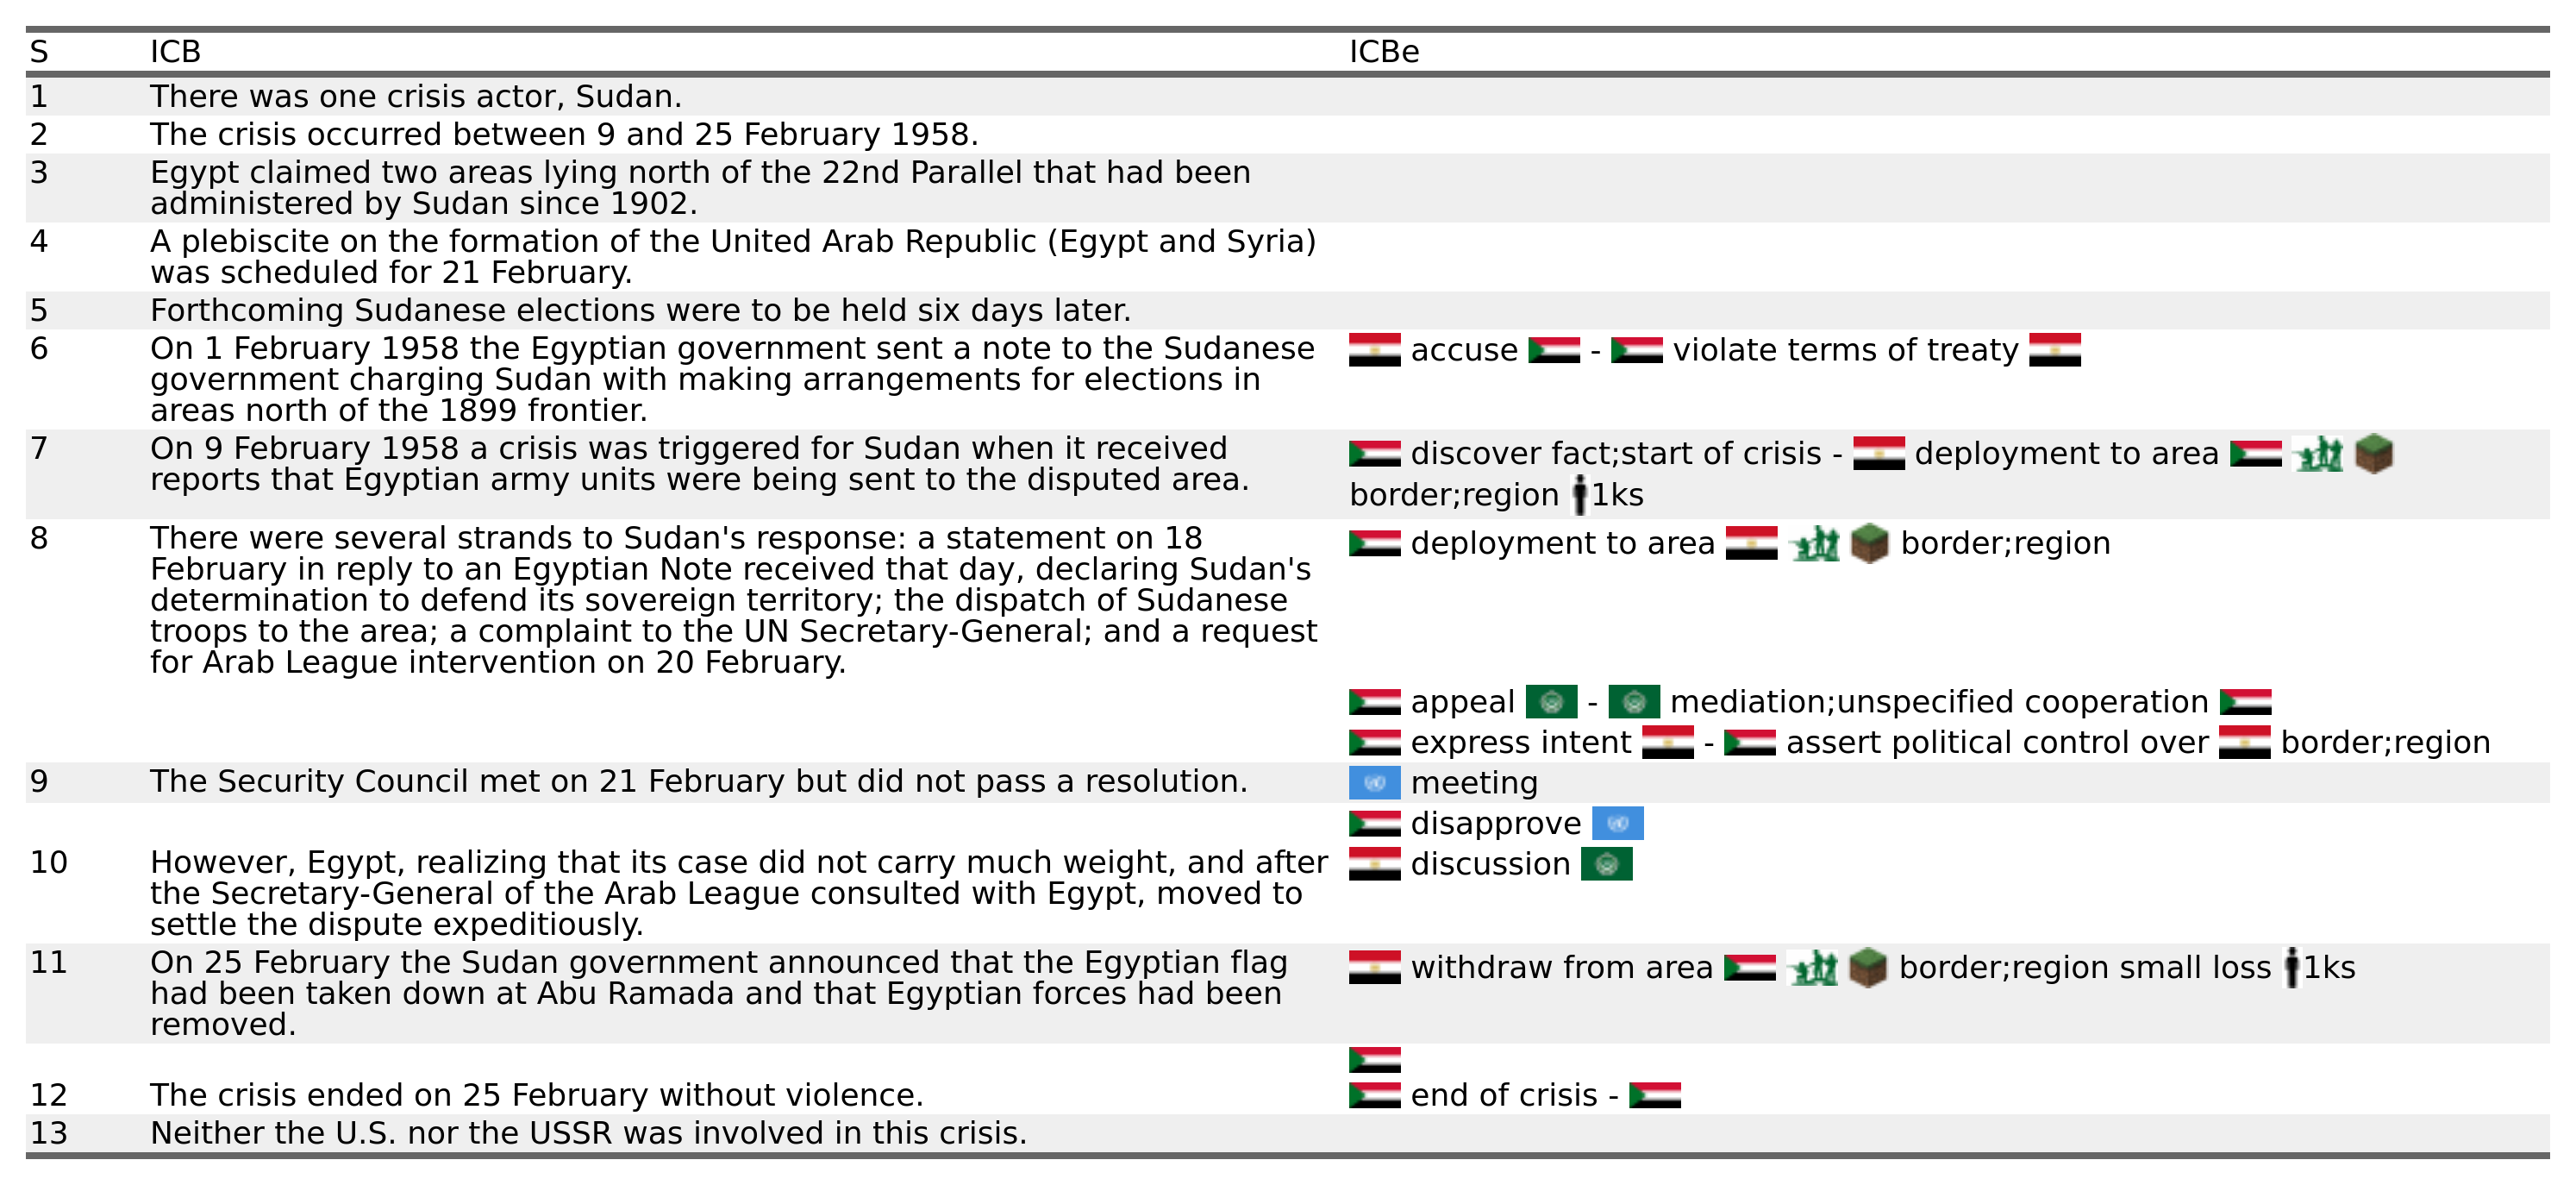 S ICB ICBe
1 There was one crisis actor, Sudan.
2 The crisis occurred between 9 and 25 February 1958.
3 Egypt claimed two areas lying north of the 22nd Parallel that had been
administered by Sudan since 1902.
4 A plebiscite on the formation of the United Arab Republic (Egypt and Syria)
was scheduled for 21 February.
5 Forthcoming Sudanese elections were to be held six days later.
6 On 1 February 1958 the Egyptian government sent a note to the Sudanese
government charging Sudan with making arrangements for elections in
areas north of the 1899 frontier.
accuse - violate terms of treaty
7 On 9 February 1958 a crisis was triggered for Sudan when it received
reports that Egyptian army units were being sent to the disputed area.
discover fact;start of crisis - deployment to area
border;region 1ks
8 There were several strands to Sudan's response: a statement on 18
February in reply to an Egyptian Note received that day, declaring Sudan's
determination to defend its sovereign territory; the dispatch of Sudanese
troops to the area; a complaint to the UN Secretary-General; and a request
for Arab League intervention on 20 February.
deployment to area border;region
appeal - mediation;unspecified cooperation
express intent - assert political control over border;region
9 The Security Council met on 21 February but did not pass a resolution.
meeting
disapprove
10 However, Egypt, realizing that its case did not carry much weight, and after
the Secretary-General of the Arab League consulted with Egypt, moved to
settle the dispute expeditiously.
discussion
11 On 25 February the Sudan government announced that the Egyptian flag
had been taken down at Abu Ramada and that Egyptian forces had been
removed.
withdraw from area border;region small loss 1ks
12 The crisis ended on 25 February without violence.
end of crisis -
13 Neither the U.S. nor the USSR was involved in this crisis.